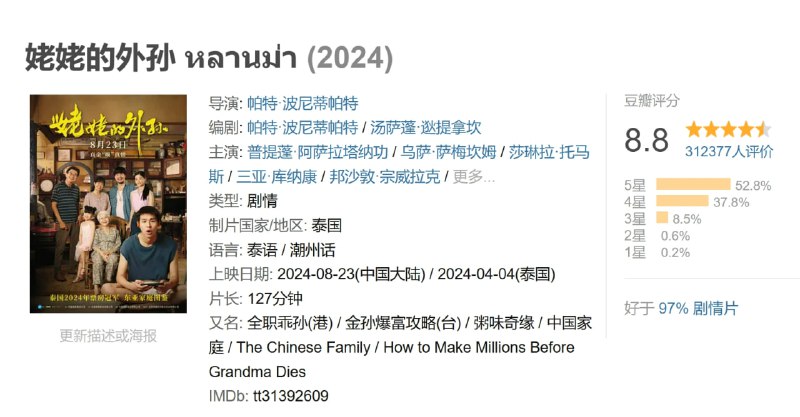 姥姥的外孙 หลานม่า (2024)
姥姥的外孙
8月23日
泰国2024年票房冠军 东亚家庭图鉴
更新描述或海报
导演: 帕特·波尼蒂帕特
编剧: 帕特·波尼蒂帕特 / 汤萨蓬·逖提拿坎
主演: 普提蓬·阿萨拉塔纳功 / 乌萨·萨梅坎姆 / 莎琳拉·托马
斯 / 三亚·库纳康 / 邦沙敦·宗威拉克 / 更多...
类型: 剧情
制片国家/地区: 泰国
语言: 泰语 / 潮州话
上映日期: 2024-08-23(中国大陆) / 2024-04-04(泰国)
片长: 127分钟
又名: 全职乖孙(港) / 金孙爆富攻略(台) / 粥味奇缘 / 中国家
庭 / The Chinese Family / How to Make Millions Before
Grandma Dies
IMDb: tt31392609
豆瓣评分
8.8
312377人评价
5星 52.8%
4星 37.8%
3星 8.5%
2星 0.6%
1星 0.2%
好于 97% 剧情片